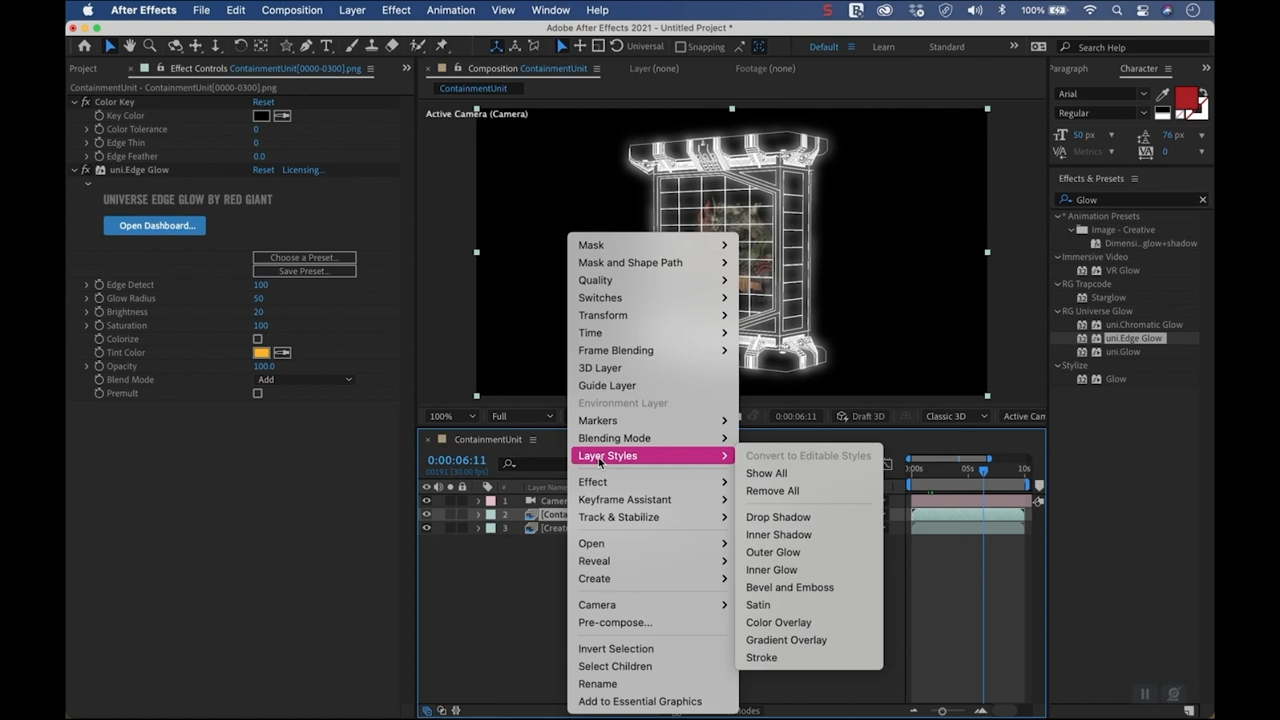 After Effects File Edit Composition Layer Effect Animation View Window Help 100%
Adobe After Effects 2021 - Untitled Project *
Universal Snapping Default Learn Standard Search Help
Project Effect Controls ContainmentUnit[0000-0300].png
ContainmentUnit • ContainmentUnit[0000-0300].png
Color Key Reset
Key Color
Color Tolerance 0
Edge Thin 0
Edge Feather 0.0
uni.Edge Glow Reset Licensing...
UNIVERSE EDGE GLOW BY RED GIANT
Open Dashboard...
Choose a Preset...
Save Preset...
Edge Detect 100
Glow Radius 50
Brightness 20
Saturation 100
Colorize
Tint Color
Opacity 100.0
Blend Mode Add
Premult
Composition ContainmentUnit Layer (none) Footage (none)
ContainmentUnit
Active Camera (Camera)
100% Full 0:00:06:11 Draft 3D Classic 3D Active Cam
Paragraph Character
Arial
Regular
50 px 76 px
Metrics 0
Effects & Presets
Glow
* Animation Presets
Image - Creative
Dimensi...glow+shadow
Immersive Video
VR Glow
RG Trapcode
Starglow
RG Universe Glow
uni.Chromatic Glow
uni.Edge Glow
uni.Glow
Stylize
Glow
ContainmentUnit
0:00:06:11
00191 (30.00 fps)
Layer Name
1 Camer
2 [Conta
3 [Creat
:00s 05s 10s
Mask
Mask and Shape Path
Quality
Switches
Transform
Time
Frame Blending
3D Layer
Guide Layer
Environment Layer
Markers
Blending Mode
Layer Styles
Effect
Keyframe Assistant
Track & Stabilize
Open
Reveal
Create
Camera
Pre-compose...
Invert Selection
Select Children
Rename
Add to Essential Graphics
Convert to Editable Styles
Show All
Remove All
Drop Shadow
Inner Shadow
Outer Glow
Inner Glow
Bevel and Emboss
Satin
Color Overlay
Gradient Overlay
Stroke